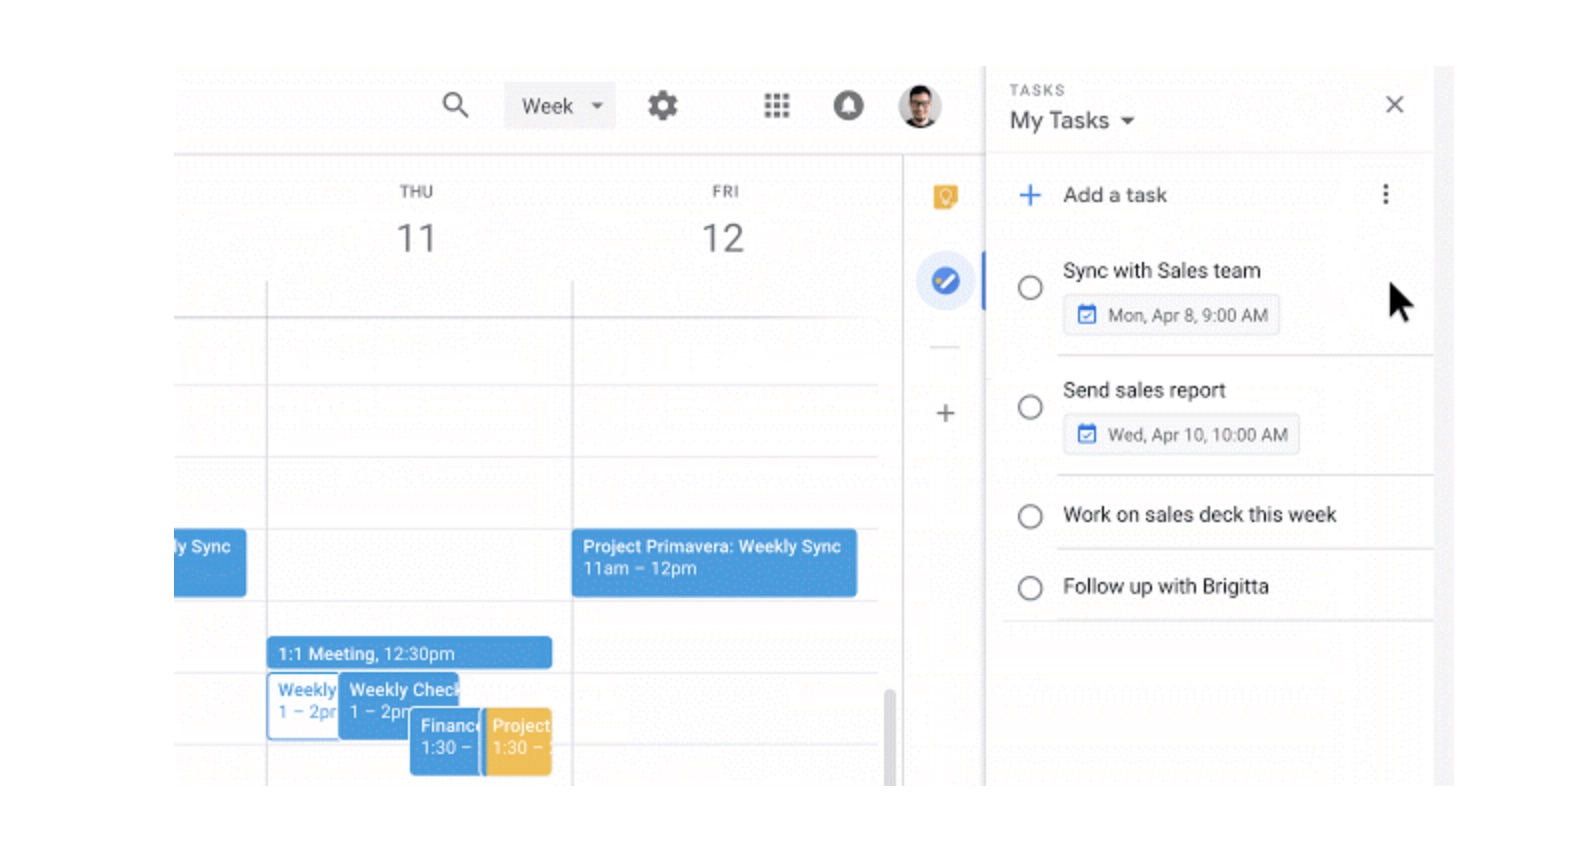 Week
TASKS
My Tasks
THU
11
FRI
12
Add a task
Sync with Sales team
Mon, Apr 8, 9:00 AM
Send sales report
Wed, Apr 10, 10:00 AM
Work on sales deck this week
Follow up with Brigitta
ly Sync
Project Primavera: Weekly Sync
11am – 12pm
1:1 Meeting, 12:30pm
Weekly
1 – 2pr
Weekly Check
1 – 2pr
Financ
1:30 –
Project
1:30 –